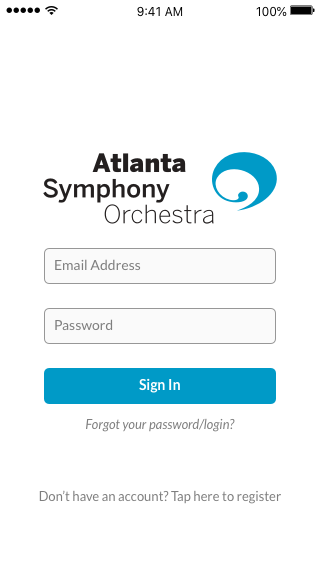 9:41 AM 100%
Atlanta
Symphony
Orchestra
Email Address
Password
Sign In
Forgot your password/login?
Don't have an account? Tap here to register